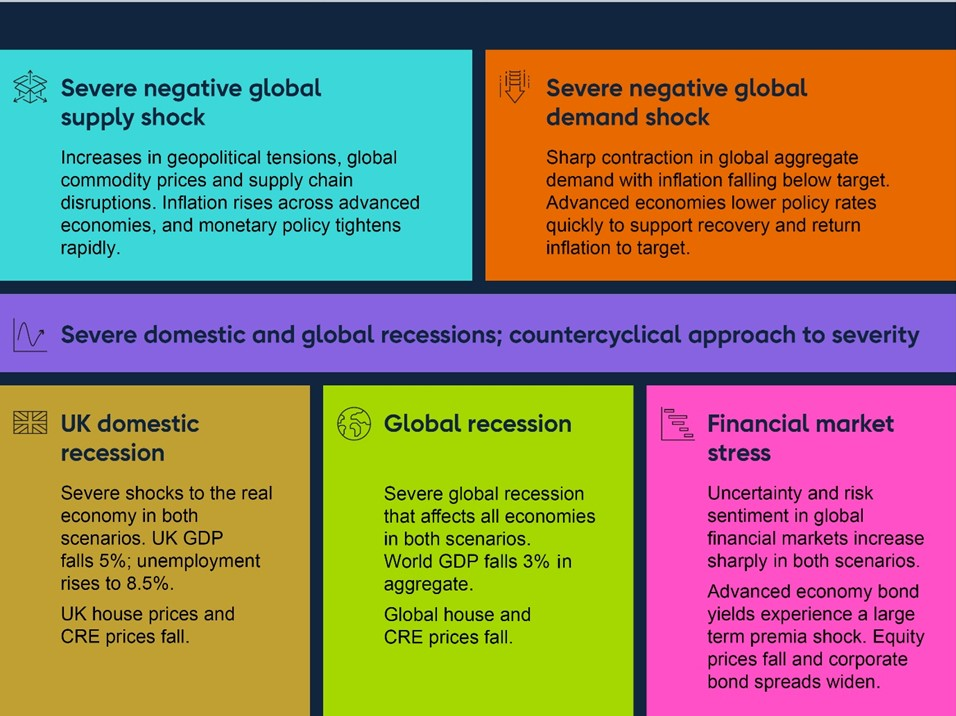 Severe negative global
supply shock
Increases in geopolitical tensions, global
commodity prices and supply chain
disruptions. Inflation rises across advanced
economies, and monetary policy tightens
rapidly.
Severe negative global
demand shock
Sharp contraction in global aggregate
demand with inflation falling below target.
Advanced economies lower policy rates
quickly to support recovery and return
inflation to target.
Severe domestic and global recessions; countercyclical approach to severity
UK domestic
recession
Severe shocks to the real
economy in both
scenarios. UK GDP
falls 5%; unemployment
rises to 8.5%.
UK house prices and
CRE prices fall.
Global recession
Severe global recession
that affects all economies
in both scenarios.
World GDP falls 3% in
aggregate.
Global house and
CRE prices fall.
Financial market
stress
Uncertainty and risk
sentiment in global
financial markets increase
sharply in both scenarios.
Advanced economy bond
yields experience a large
term premia shock. Equity
prices fall and corporate
bond spreads widen.